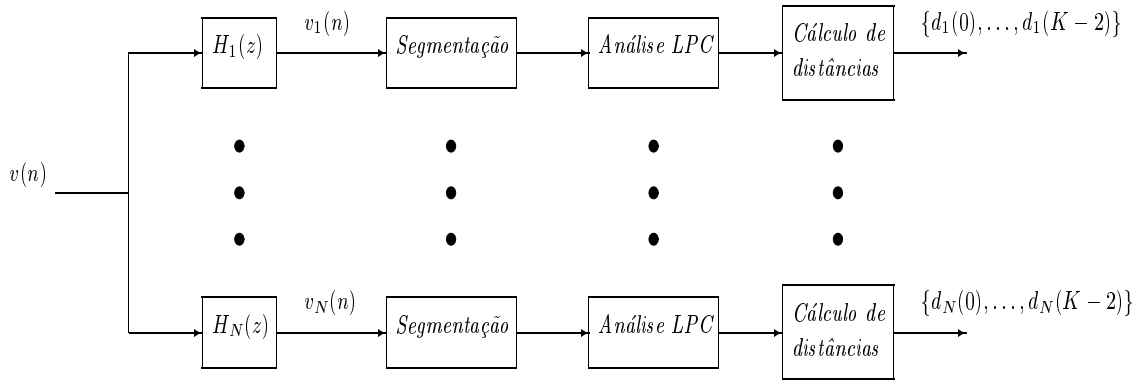 H_1(z)
v_1(n)
Segmentação
Análise LPC
Cálculo de
distâncias
{d_1(0), . . . , d_1(K − 2)}
v(n)
H_N(z)
v_N(n)
Segmentação
Análise LPC
Cálculo de
distâncias
{d_N(0), . . . , d_N(K − 2)}